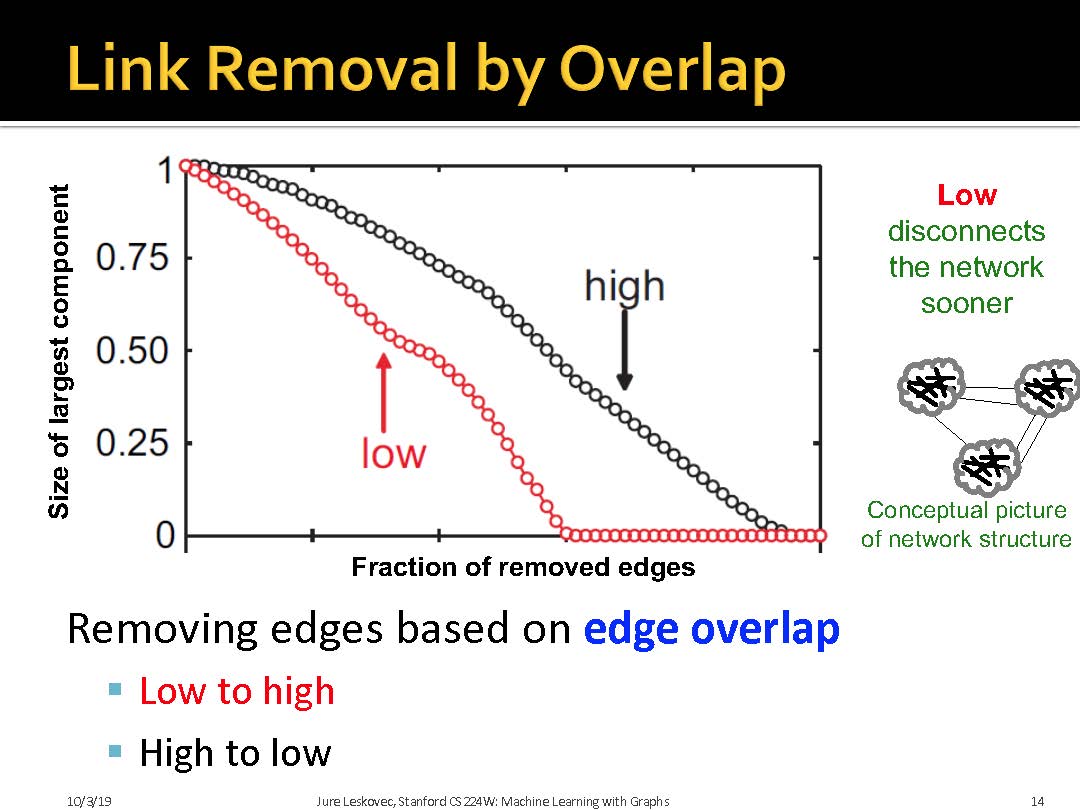 Link Removal by Overlap
Size of largest component
1
0.75
0.50
0.25
0
high
low
Fraction of removed edges
Low
disconnects
the network
sooner
Conceptual picture
of network structure
Removing edges based on edge overlap
Low to high
High to low
10/3/19
Jure Leskovec, Stanford CS224W: Machine Learning with Graphs
14